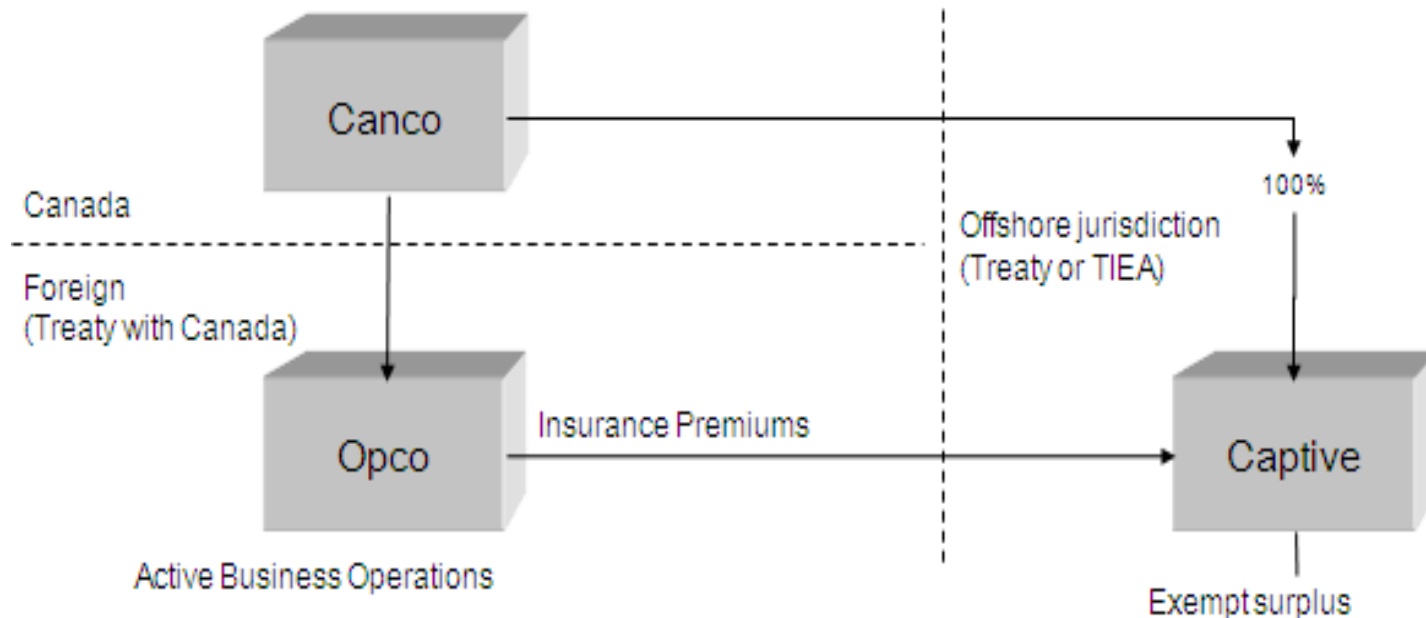 Canco
100%
Canada
Offshore jurisdiction
(Treaty or TIEA)
Foreign
(Treaty with Canada)
Insurance Premiums
Opco
Captive
Active Business Operations
Exempt surplus